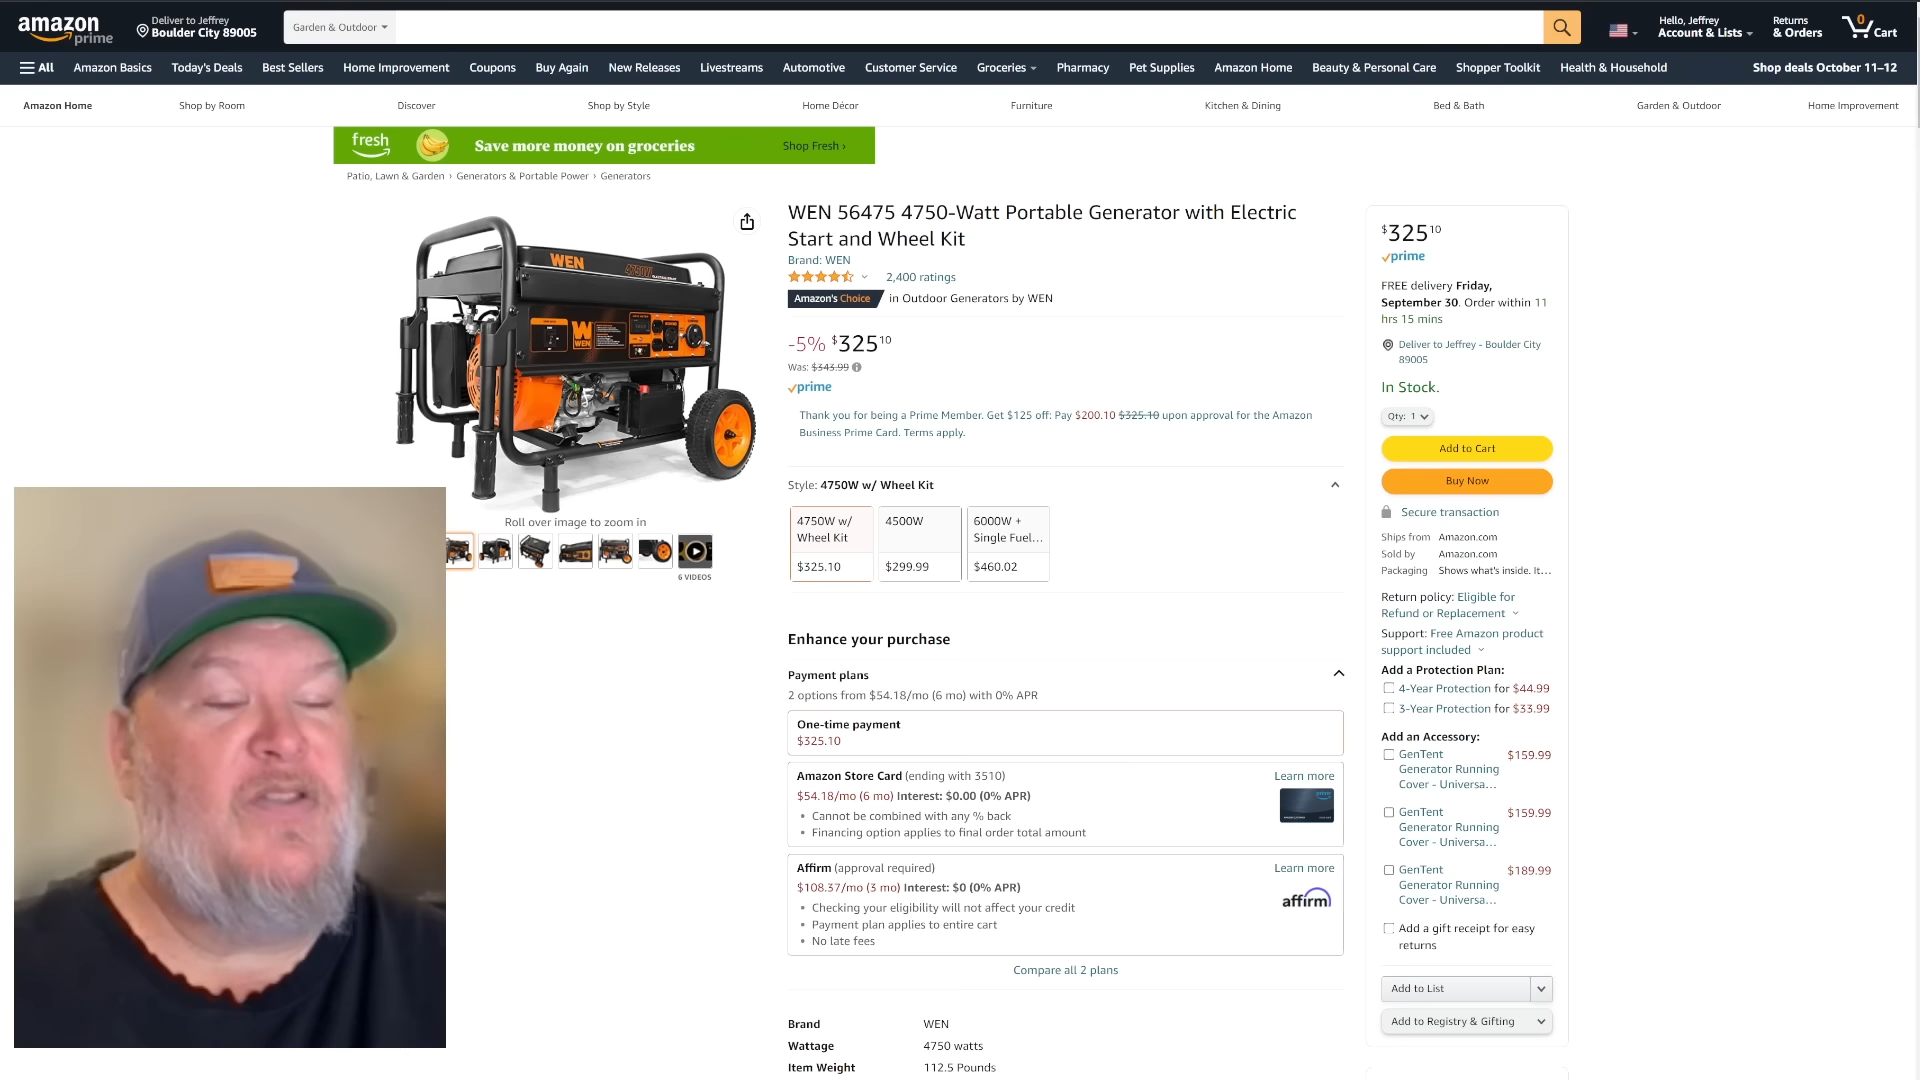 amazon
prime
Deliver to Jeffrey
Boulder City 89005
Garden & Outdoor
Hello, Jeffrey
Account & Lists
Returns
& Orders
0
Cart
All
Amazon Basics
Today's Deals
Best Sellers
Home Improvement
Coupons
Buy Again
New Releases
Livestreams
Automotive
Customer Service
Groceries
Pharmacy
Pet Supplies
Amazon Home
Beauty & Personal Care
Shopper Toolkit
Health & Household
Shop deals October 11–12
Amazon Home
Shop by Room
Discover
Shop by Style
Home Décor
Furniture
Kitchen & Dining
Bed & Bath
Garden & Outdoor
Home Improvement
fresh
Save more money on groceries
Shop Fresh ›
Patio, Lawn & Garden › Generators & Portable Power › Generators
WEN
4750W
W
WEN
Roll over image to zoom in
6 VIDEOS
WEN 56475 4750-Watt Portable Generator with Electric
Start and Wheel Kit
Brand: WEN
2,400 ratings
Amazon's Choice in Outdoor Generators by WEN
-5% $325 10
Was: $343.99
prime
Thank you for being a Prime Member. Get $125 off: Pay $200.10 $325.10 upon approval for the Amazon
Business Prime Card. Terms apply.
Style: 4750W w/ Wheel Kit
4750W w/
Wheel Kit
$325.10
4500W
$299.99
6000W +
Single Fuel...
$460.02
Enhance your purchase
Payment plans
2 options from $54.18/mo (6 mo) with 0% APR
One-time payment
$325.10
Amazon Store Card (ending with 3510)
Learn more
$54.18/mo (6 mo) Interest: $0.00 (0% APR)
• Cannot be combined with any % back
• Financing option applies to final order total amount
Affirm (approval required)
Learn more
$108.37/mo (3 mo) Interest: $0 (0% APR)
affirm
• Checking your eligibility will not affect your credit
• Payment plan applies to entire cart
• No late fees
Compare all 2 plans
Brand WEN
Wattage 4750 watts
Item Weight 112.5 Pounds
$325 10
prime
FREE delivery Friday,
September 30. Order within 11
hrs 15 mins
Deliver to Jeffrey - Boulder City
89005
In Stock.
Qty: 1
Add to Cart
Buy Now
Secure transaction
Ships from Amazon.com
Sold by Amazon.com
Packaging Shows what's inside. It...
Return policy: Eligible for
Refund or Replacement
Support: Free Amazon product
support included
Add a Protection Plan:
4-Year Protection for $44.99
3-Year Protection for $33.99
Add an Accessory:
GenTent $159.99
Generator Running
Cover - Universa...
GenTent $159.99
Generator Running
Cover - Universa...
GenTent $189.99
Generator Running
Cover - Universa...
Add a gift receipt for easy
returns
Add to List
Add to Registry & Gifting